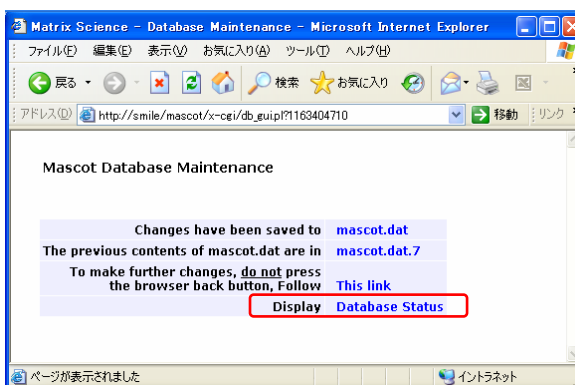 Matrix Science - Database Maintenance - Microsoft Internet Explorer
ファイル(F) 編集(E) 表示(V) お気に入り(A) ツール(T) ヘルプ(H)
戻る 検索 お気に入り
アドレス(D) http://smile/mascot/x-cgi/db_gui.pl?1163404710 移動 リンク
Mascot Database Maintenance
Changes have been saved to mascot.dat
The previous contents of mascot.dat are in mascot.dat.7
To make further changes, do not press
the browser back button, Follow This link
Display Database Status
ページが表示されました イントラネット